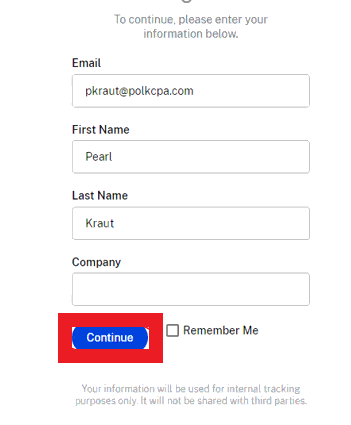 To continue, please enter your
information below.
Email
pkraut@polkcpa.com
First Name
Pearl
Last Name
Kraut
Company
Continue
Remember Me
Your information will be used for internal tracking
purposes only. It will not be shared with third parties.